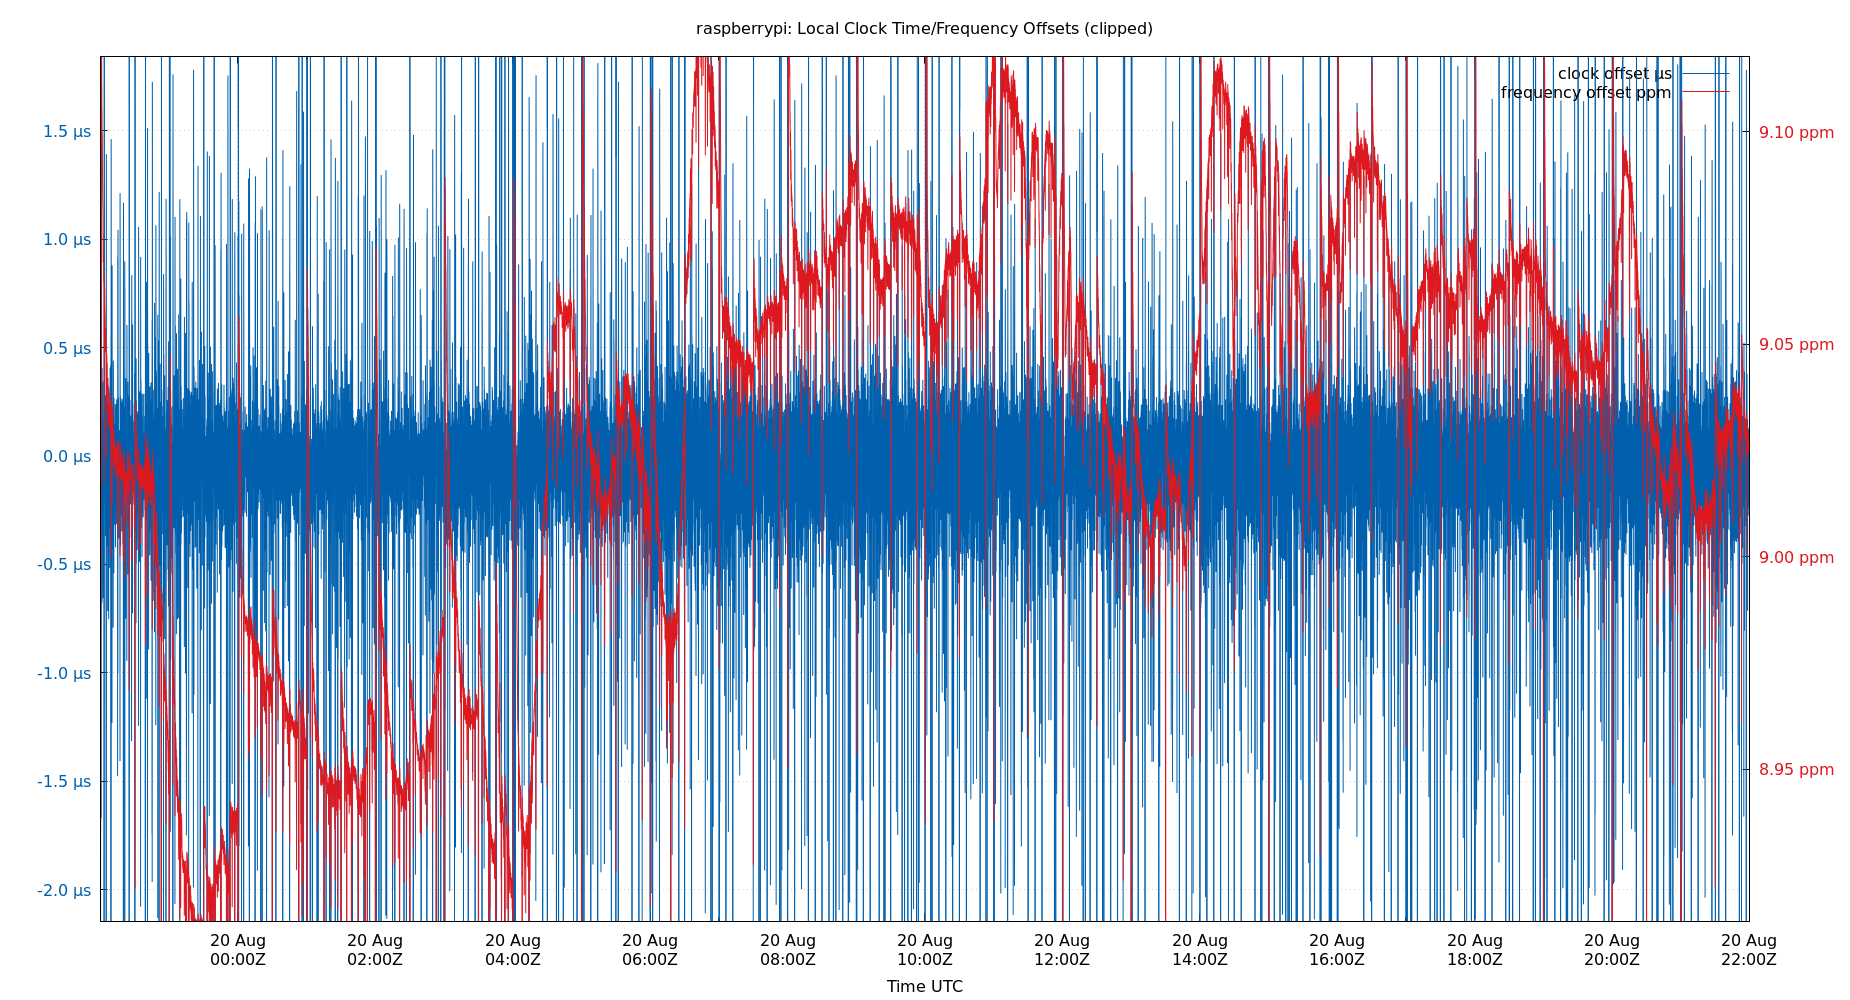 raspberrypi: Local Clock Time/Frequency Offsets (clipped)
clock offset µs
frequency offset ppm
1.5 µs
1.0 µs
0.5 µs
0.0 µs
-0.5 µs
-1.0 µs
-1.5 µs
-2.0 µs
9.10 ppm
9.05 ppm
9.00 ppm
8.95 ppm
20 Aug 20 Aug 20 Aug 20 Aug 20 Aug 20 Aug 20 Aug 20 Aug 20 Aug 20 Aug 20 Aug 20 Aug
00:00Z 02:00Z 04:00Z 06:00Z 08:00Z 10:00Z 12:00Z 14:00Z 16:00Z 18:00Z 20:00Z 22:00Z
Time UTC